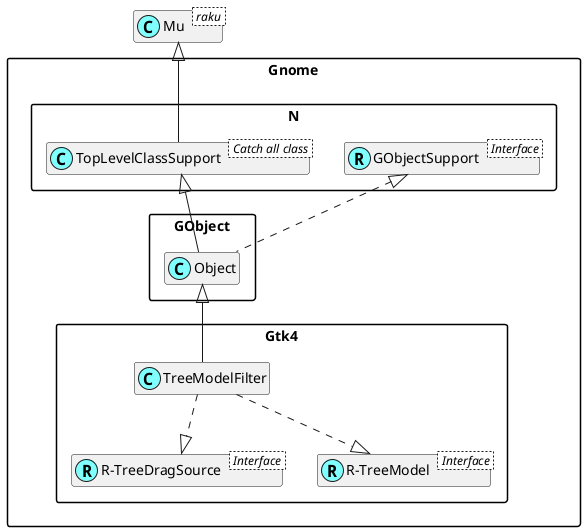 C Mu raku
Gnome
N
C TopLevelClassSupport Catch all class
R GObjectSupport Interface
GObject
C Object
Gtk4
C TreeModelFilter
R R-TreeDragSource Interface
R R-TreeModel Interface